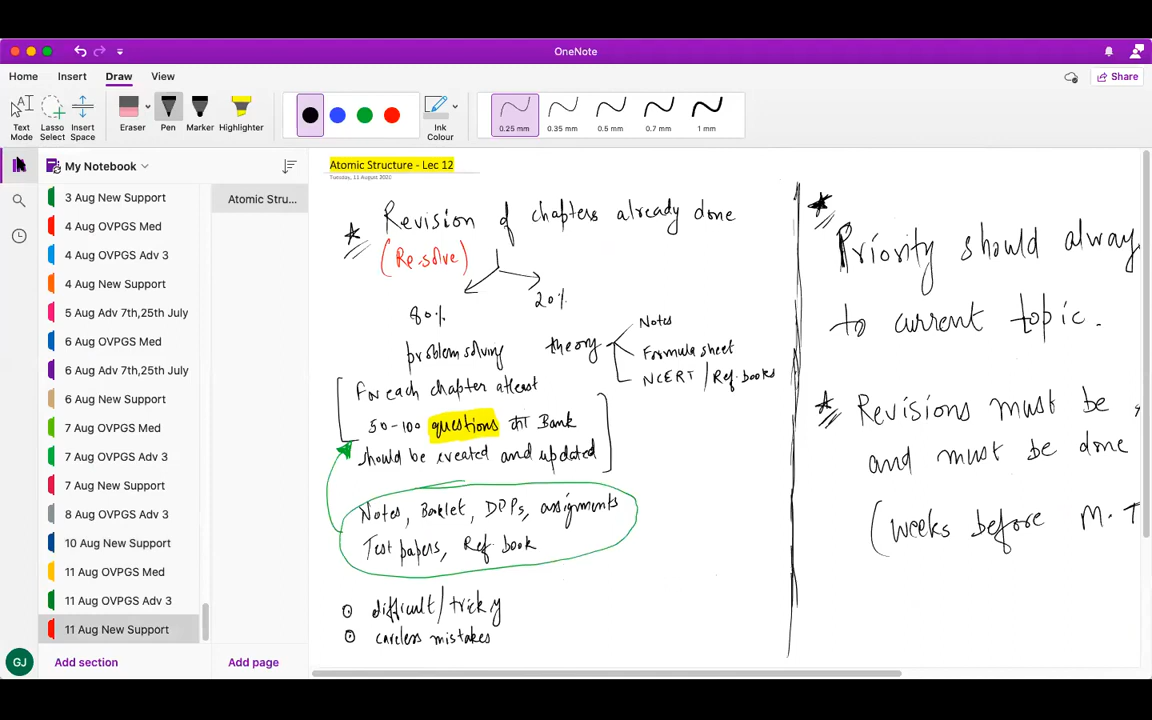 OneNote
Home Insert Draw View
Share
Text Mode
Lasso Select
Insert Space
Eraser
Pen
Marker
Highlighter
Ink Colour
0.25 mm
0.35 mm
0.5 mm
0.7 mm
1 mm
My Notebook
3 Aug New Support
4 Aug OVPGS Med
4 Aug OVPGS Adv 3
4 Aug New Support
5 Aug Adv 7th,25th July
6 Aug OVPGS Med
6 Aug Adv 7th,25th July
6 Aug New Support
7 Aug OVPGS Med
7 Aug OVPGS Adv 3
7 Aug New Support
8 Aug OVPGS Adv 3
10 Aug New Support
11 Aug OVPGS Med
11 Aug OVPGS Adv 3
11 Aug New Support
GJ
Add section
Add page
Atomic Stru...
Atomic Structure - Lec 12
Tuesday, 11 August 2020
Revision of chapters already done
(Re-solve)
80%
20%
problem solving
theory
Notes
Formula sheet
NCERT / Ref. books
For each chapter atleast
50-100 questions Bank
should be created and updated
Notes, Booklet, DPPs, assignments
Test papers, Ref. book
difficult/tricky
careless mistakes
Priority should alway
to current topic.
Revisions must be
and must be done
(weeks before M.T